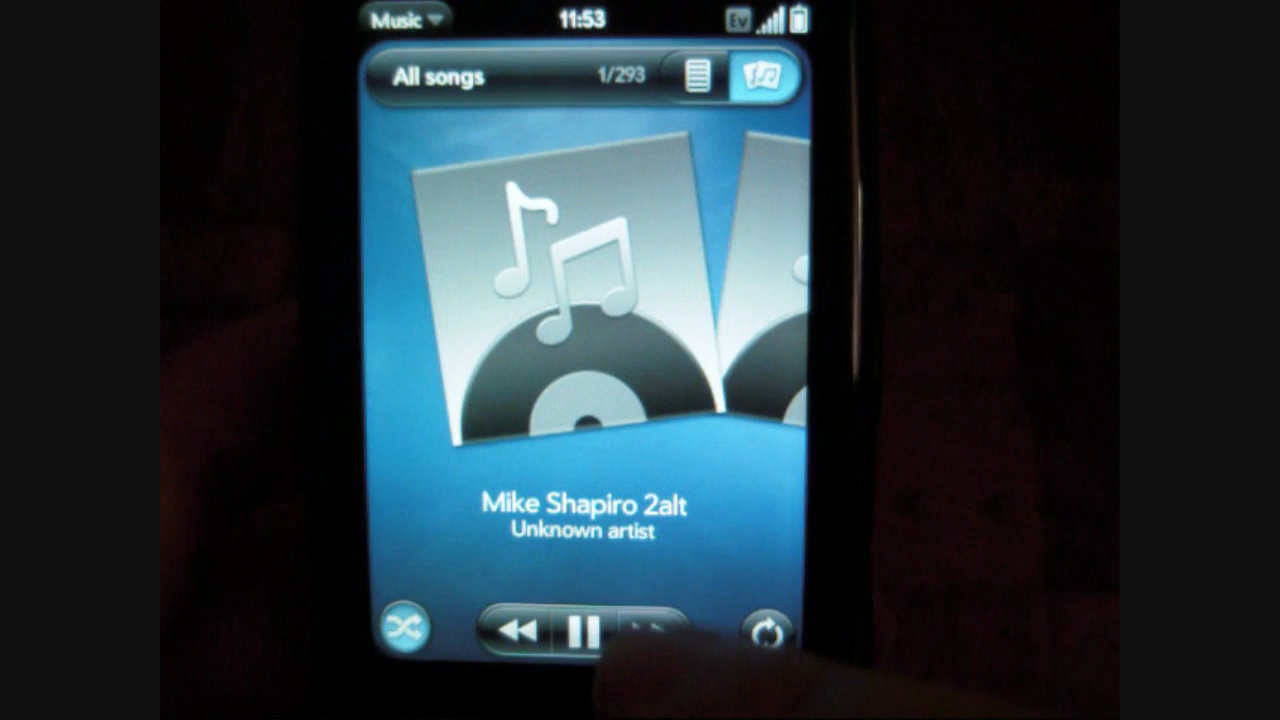 Music
11:53
Ev
All songs
1/293
Mike Shapiro 2alt
Unknown artist